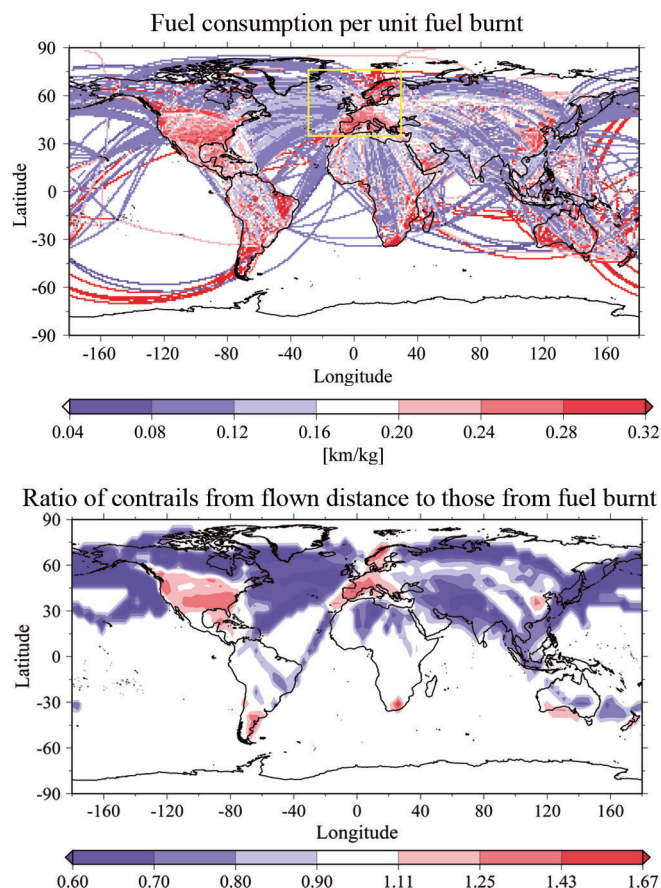 Fuel consumption per unit fuel burnt
90
60
30
0
-30
-60
-90
Latitude
-160 -120 -80 -40 0 40 80 120 160
Longitude
0.04 0.08 0.12 0.16 0.20 0.24 0.28 0.32
[km/kg]
Ratio of contrails from flown distance to those from fuel burnt
90
60
30
0
-30
-60
-90
Latitude
-160 -120 -80 -40 0 40 80 120 160
Longitude
0.60 0.70 0.80 0.90 1.11 1.25 1.43 1.67